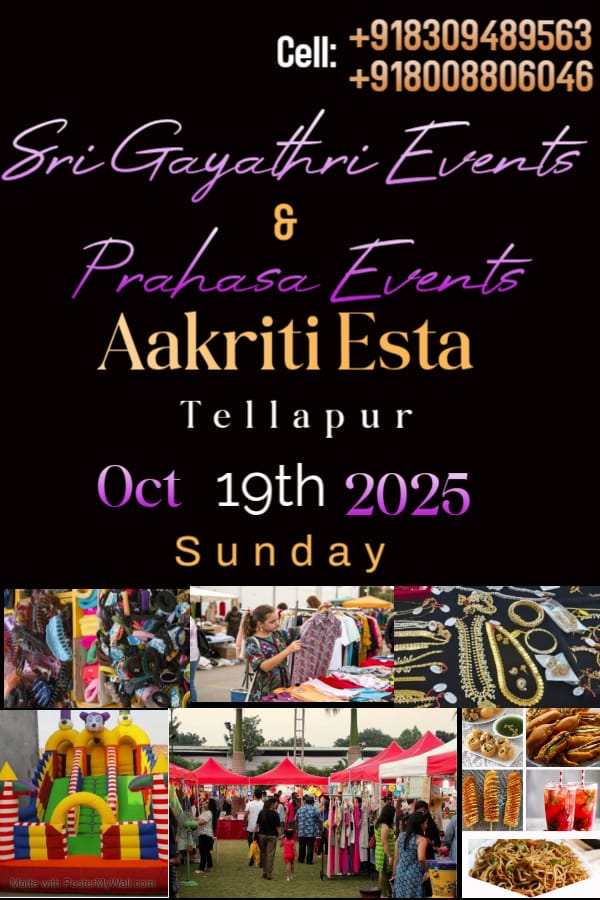 Cell: +918309489563
+918008806046
Sri Gayathri Events
&
Prahasa Events
Aakriti Esta
Tellapur
Oct 19th 2025
Sunday
Made with PosterMyWall.com